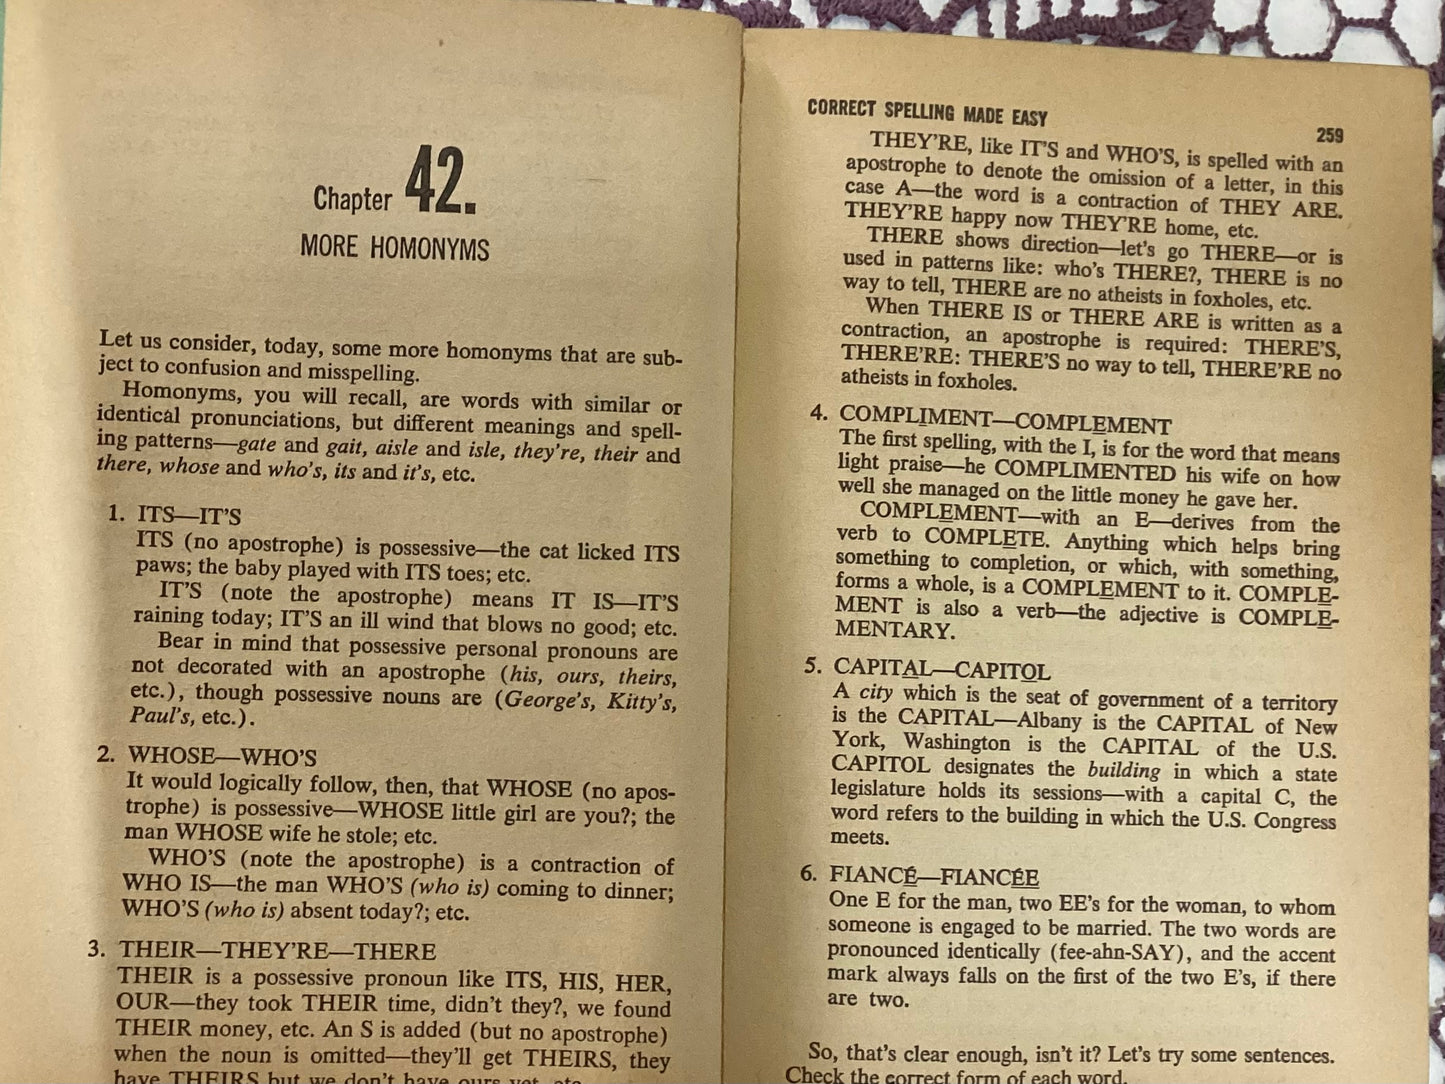 Chapter 42.
MORE HOMONYMS
Let us consider, today, some more homonyms that are sub-
ject to confusion and misspelling.
Homonyms, you will recall, are words with similar or
identical pronunciations, but different meanings and spell-
ing patterns—gate and gait, aisle and isle, they're, their and
there, whose and who's, its and it's, etc.
1. ITS—IT'S
ITS (no apostrophe) is possessive—the cat licked ITS
paws; the baby played with ITS toes; etc.
IT'S (note the apostrophe) means IT IS—IT'S
raining today; IT'S an ill wind that blows no good; etc.
Bear in mind that possessive personal pronouns are
not decorated with an apostrophe (his, ours, theirs,
etc.), though possessive nouns are (George's, Kitty's,
Paul's, etc.).
2. WHOSE—WHO'S
It would logically follow, then, that WHOSE (no apos-
trophe) is possessive—WHOSE little girl are you?; the
man WHOSE wife he stole; etc.
WHO'S (note the apostrophe) is a contraction of
WHO IS—the man WHO'S (who is) coming to dinner;
WHO'S (who is) absent today?; etc.
3. THEIR—THEY'RE—THERE
THEIR is a possessive pronoun like ITS, HIS, HER,
OUR—they took THEIR time, didn't they?, we found
THEIR money, etc. An S is added (but no apostrophe)
when the noun is omitted—they'll get THEIRS, they
have THEIRS but we don't have ours yet, etc.
CORRECT SPELLING MADE EASY
259
THEY'RE, like IT'S and WHO'S, is spelled with an
apostrophe to denote the omission of a letter, in this
case A—the word is a contraction of THEY ARE.
THEY'RE happy now THEY'RE home, etc.
THERE shows direction—let's go THERE—or is
used in patterns like: who's THERE?, THERE is no
way to tell, THERE are no atheists in foxholes, etc.
When THERE IS or THERE ARE is written as a
contraction, an apostrophe is required: THERE'S,
THERE'RE: THERE'S no way to tell, THERE'RE no
atheists in foxholes.
4. COMPLIMENT—COMPLEMENT
The first spelling, with the I, is for the word that means
light praise—he COMPLIMENTED his wife on how
well she managed on the little money he gave her.
COMPLEMENT—with an E—derives from the
verb to COMPLETE. Anything which helps bring
something to completion, or which, with something,
forms a whole, is a COMPLEMENT to it. COMPLE-
MENT is also a verb—the adjective is COMPLE-
MENTARY.
5. CAPITAL—CAPITOL
A city which is the seat of government of a territory
is the CAPITAL—Albany is the CAPITAL of New
York, Washington is the CAPITAL of the U.S.
CAPITOL designates the building in which a state
legislature holds its sessions—with a capital C, the
word refers to the building in which the U.S. Congress
meets.
6. FIANCÉ—FIANCÉE
One E for the man, two EE's for the woman, to whom
someone is engaged to be married. The two words are
pronounced identically (fee-ahn-SAY), and the accent
mark always falls on the first of the two E's, if there
are two.
So, that's clear enough, isn't it? Let's try some sentences.
Check the correct form of each word.